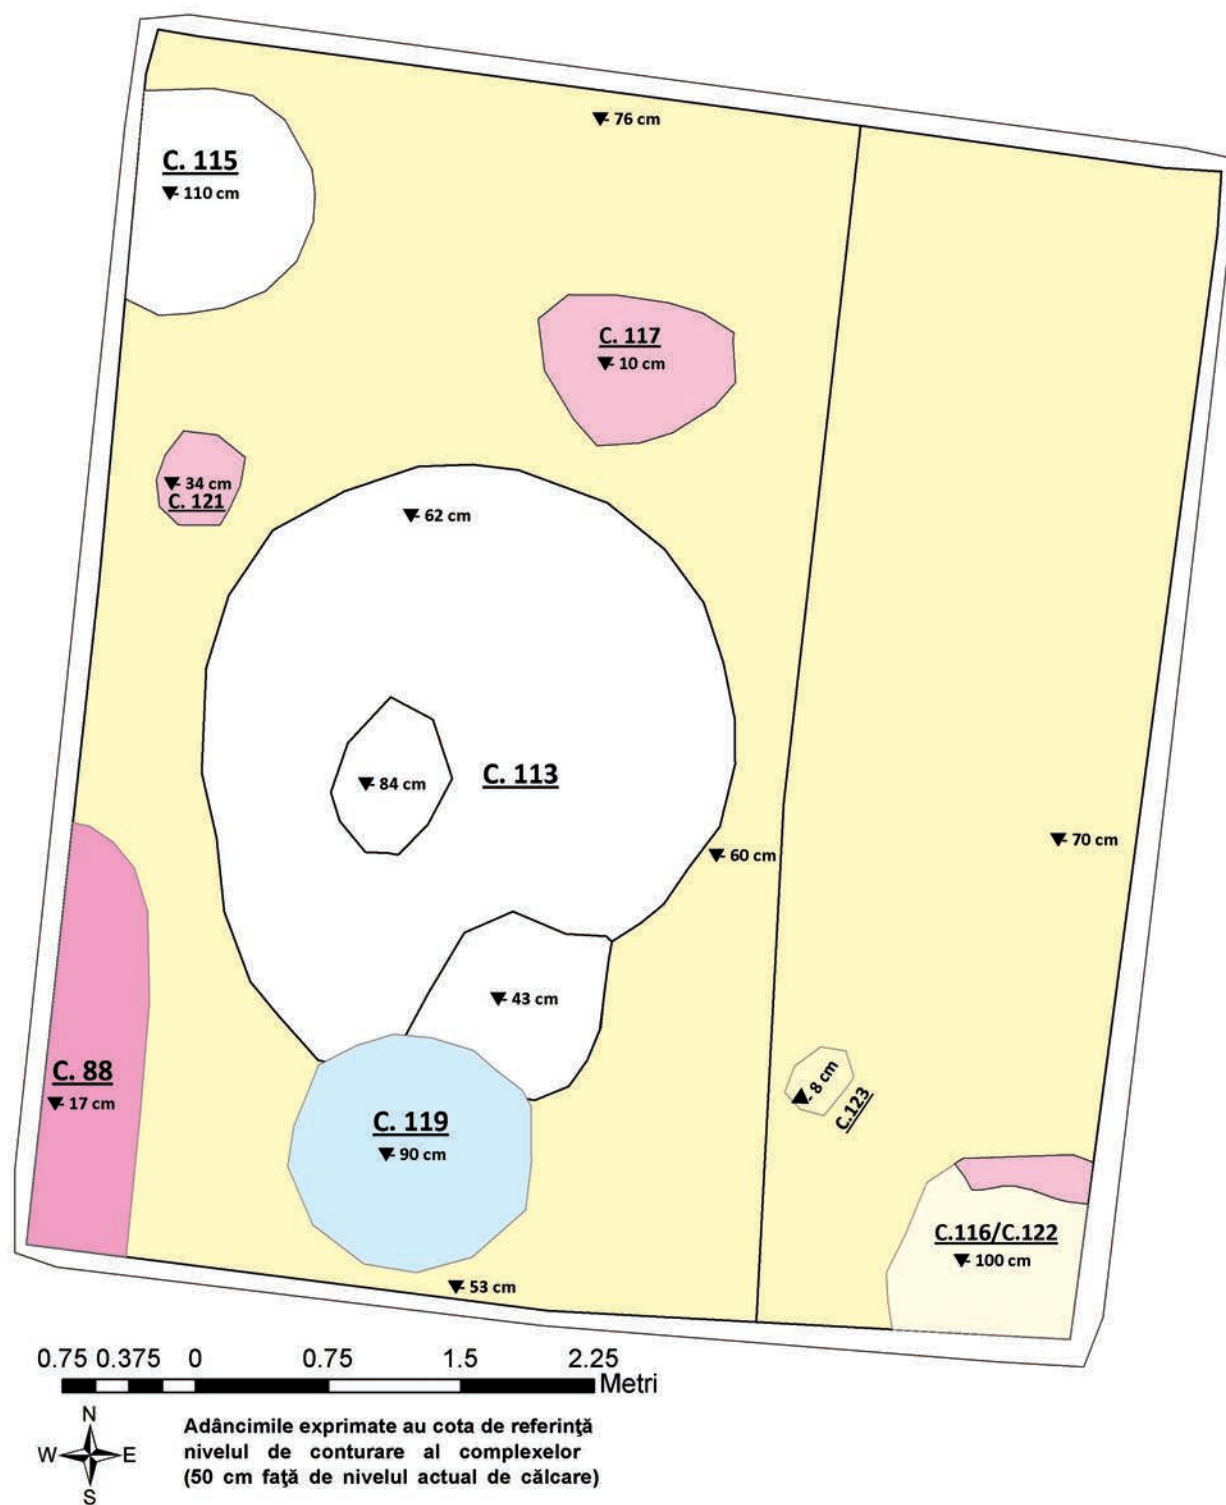 - 76 cm
C. 115
- 110 cm
C. 117
- 10 cm
- 34 cm
C. 121
- 62 cm
C. 113
- 84 cm
- 60 cm
- 70 cm
- 43 cm
C. 88
- 17 cm
- 8 cm
C.123
C. 119
- 90 cm
C.116/C.122
- 100 cm
- 53 cm
0.75 0.375 0 0.75 1.5 2.25
Metri
N
W E
S
Adâncimile exprimate au cota de referinţă
nivelul de conturare al complexelor
(50 cm faţă de nivelul actual de călcare)